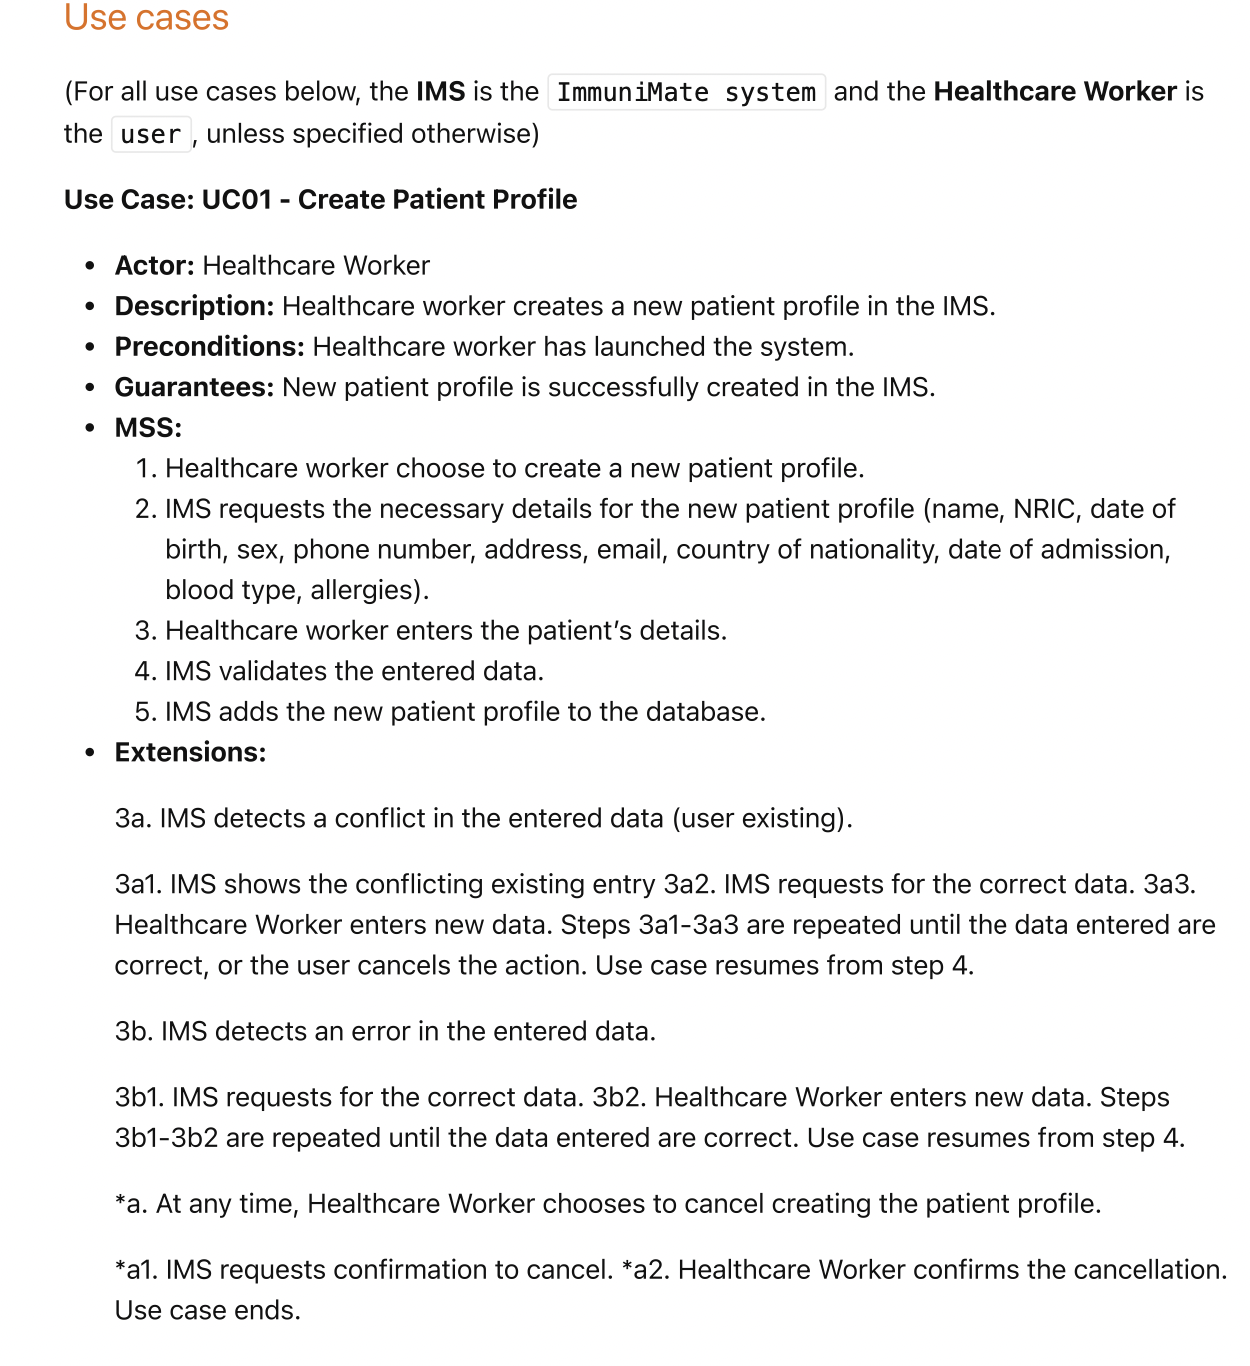 Use cases
(For all use cases below, the IMS is the ImmuniMate system and the Healthcare Worker is
the user, unless specified otherwise)
Use Case: UC01 - Create Patient Profile
• Actor: Healthcare Worker
• Description: Healthcare worker creates a new patient profile in the IMS.
• Preconditions: Healthcare worker has launched the system.
• Guarantees: New patient profile is successfully created in the IMS.
• MSS:
1. Healthcare worker choose to create a new patient profile.
2. IMS requests the necessary details for the new patient profile (name, NRIC, date of
birth, sex, phone number, address, email, country of nationality, date of admission,
blood type, allergies).
3. Healthcare worker enters the patient’s details.
4. IMS validates the entered data.
5. IMS adds the new patient profile to the database.
• Extensions:
3a. IMS detects a conflict in the entered data (user existing).
3a1. IMS shows the conflicting existing entry 3a2. IMS requests for the correct data. 3a3.
Healthcare Worker enters new data. Steps 3a1-3a3 are repeated until the data entered are
correct, or the user cancels the action. Use case resumes from step 4.
3b. IMS detects an error in the entered data.
3b1. IMS requests for the correct data. 3b2. Healthcare Worker enters new data. Steps
3b1-3b2 are repeated until the data entered are correct. Use case resumes from step 4.
*a. At any time, Healthcare Worker chooses to cancel creating the patient profile.
*a1. IMS requests confirmation to cancel. *a2. Healthcare Worker confirms the cancellation.
Use case ends.